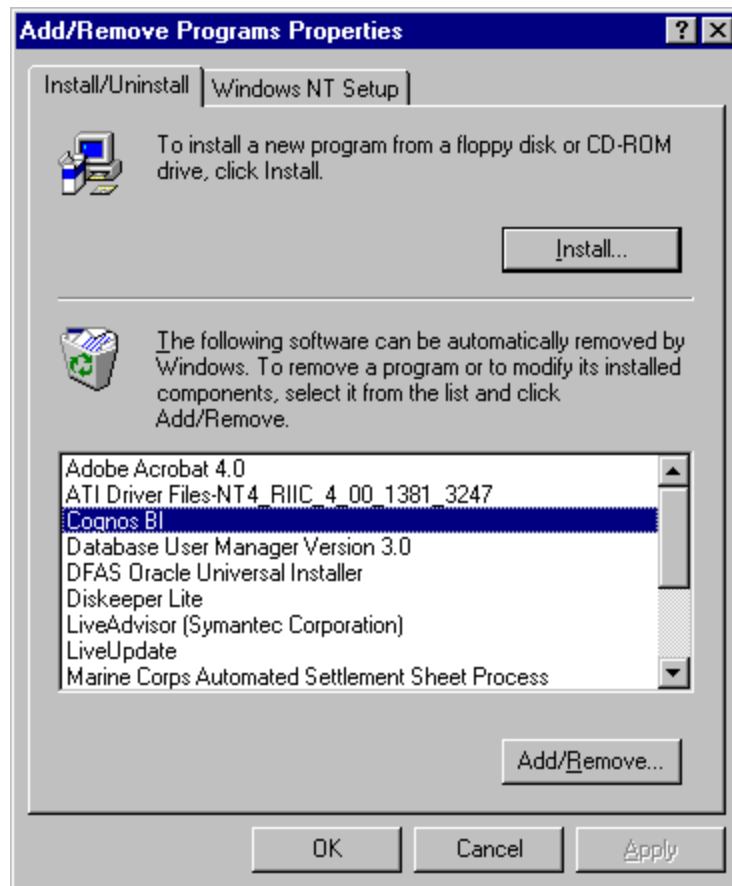 Add/Remove Programs Properties
Install/Uninstall
Windows NT Setup
To install a new program from a floppy disk or CD-ROM
drive, click Install.
Install...
The following software can be automatically removed by
Windows. To remove a program or to modify its installed
components, select it from the list and click
Add/Remove.
Adobe Acrobat 4.0
ATI Driver Files-NT4_RIIC_4_00_1381_3247
Cognos BI
Database User Manager Version 3.0
DFAS Oracle Universal Installer
Diskeeper Lite
LiveAdvisor (Symantec Corporation)
LiveUpdate
Marine Corps Automated Settlement Sheet Process
Add/Remove...
OK
Cancel
Apply